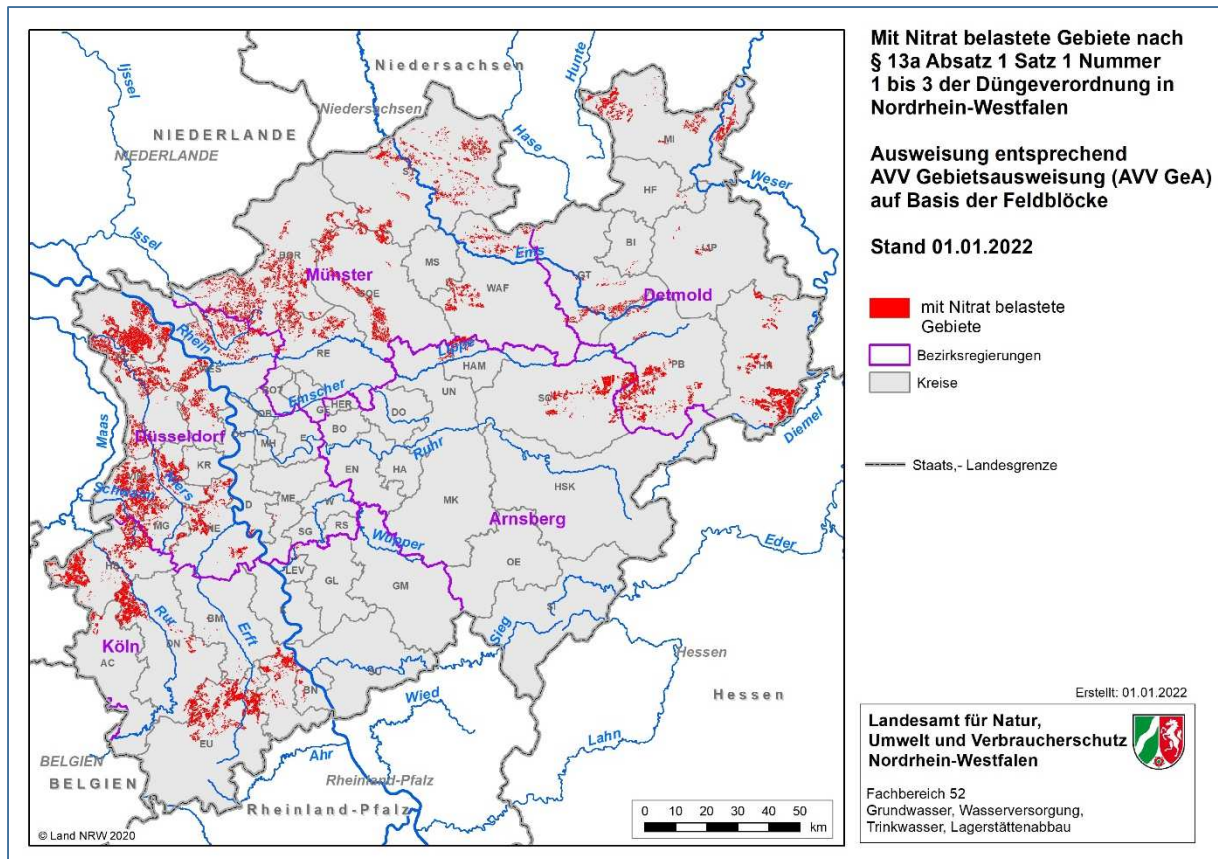 Mit Nitrat belastete Gebiete nach
§ 13a Absatz 1 Satz 1 Nummer
1 bis 3 der Düngeverordnung in
Nordrhein-Westfalen
Ausweisung entsprechend
AVV Gebietsausweisung (AVV GeA)
auf Basis der Feldblöcke
Stand 01.01.2022
mit Nitrat belastete
Gebiete
Bezirksregierungen
Kreise
Staats,- Landesgrenze
Erstellt: 01.01.2022
Landesamt für Natur,
Umwelt und Verbraucherschutz
Nordrhein-Westfalen
Fachbereich 52
Grundwasser, Wasserversorgung,
Trinkwasser, Lagerstättenabbau
Ijssel
Niedersachsen
Hunte
Niedersachsen
NIEDERLANDE
NIEDERLANDE
Hase
MI
Weser
HF
Issel
Ems
BI
LIP
BOR
MS
Münster
COE
WAF
GT
Detmold
Rhein
RE
Lippe
HAM
PB
HX
UN
SO
Emscher
BOT
OB
GE
HER
DO
BO
Diemel
Maas
Düsseldorf
DU
MH
E
Ruhr
KR
EN
HA
HSK
Niers
Schwalm
ME
MK
MG
NE
D
W
SG
RS
Wupper
Arnsberg
Eder
HS
LEV
GL
GM
OE
SI
Rur
BM
Erft
Sieg
Köln
DN
AC
SU
Hessen
BN
Wied
Hessen
EU
Lahn
BELGIEN
BELGIEN
Ahr
Rheinland-Pfalz
Rheinland-Pfalz
0 10 20 30 40 50
km
© Land NRW 2020